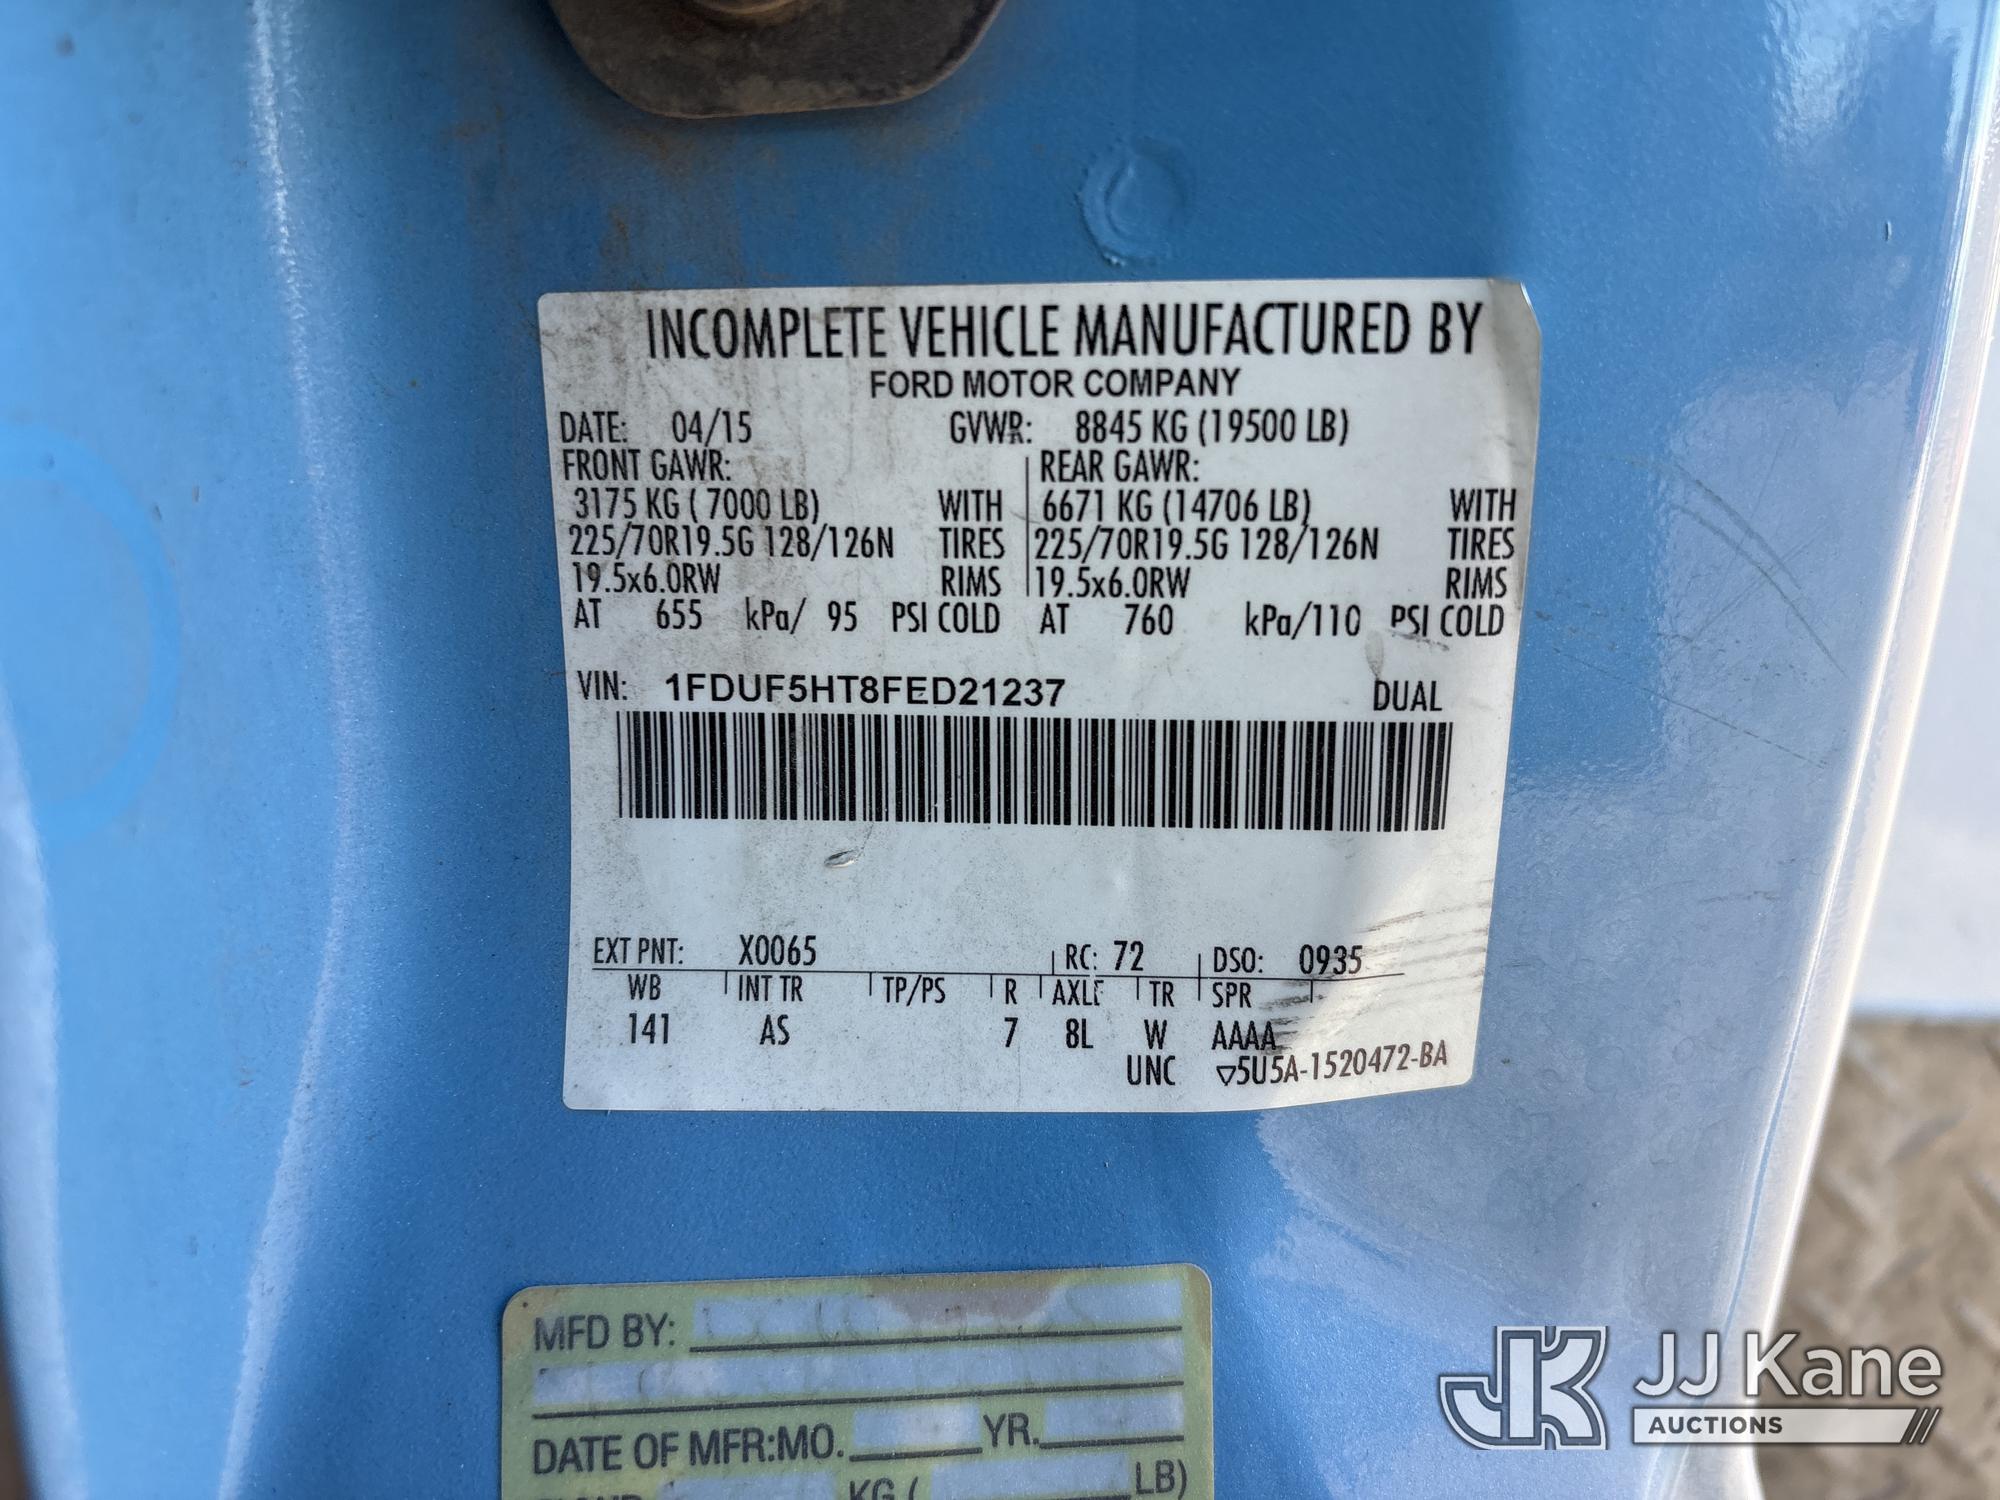 INCOMPLETE VEHICLE MANUFACTURED BY
FORD MOTOR COMPANY
DATE: 04/15 GVWR: 8845 KG (19500 LB)
FRONT GAWR: REAR GAWR:
3175 KG ( 7000 LB) WITH 6671 KG (14706 LB) WITH
225/70R19.5G 128/126N TIRES 225/70R19.5G 128/126N TIRES
19.5x6.0RW RIMS 19.5x6.0RW RIMS
AT 655 kPa/ 95 PSI COLD AT 760 kPa/110 PSI COLD
VIN: 1FDUF5HT8FED21237 DUAL
EXT PNT: X0065 RC: 72 DSO: 0935
WB INT TR TP/PS R AXLE TR SPR
141 AS 7 8L W AAAA
UNC ▽5U5A-1520472-BA
MFD BY:
DATE OF MFR:MO. YR.
KG ( LB)
JK JJ Kane
AUCTIONS